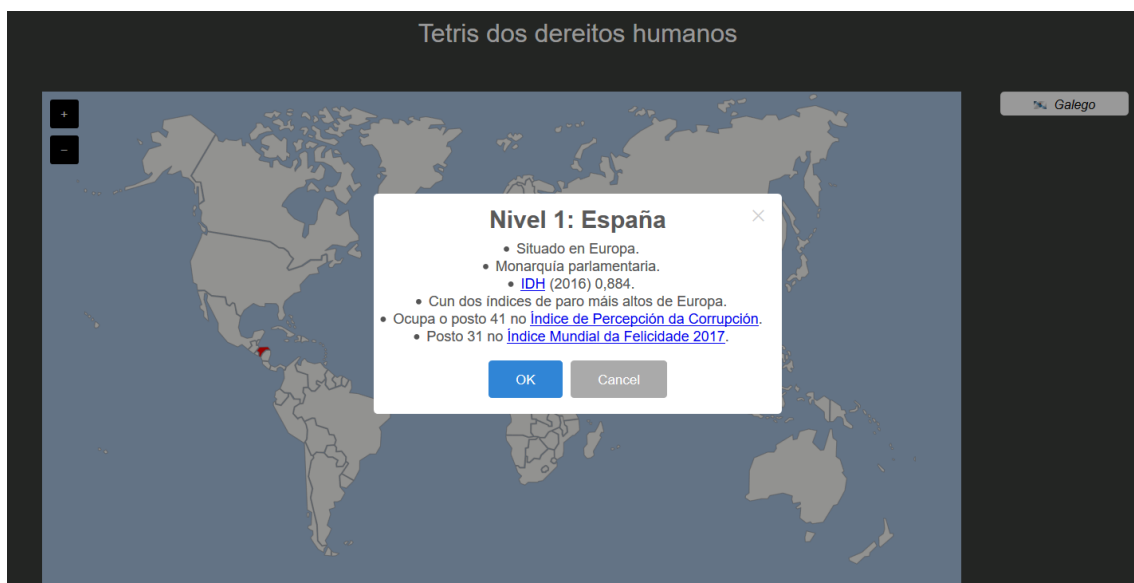 Tetris dos dereitos humanos
+
Galego
-
Nivel 1: España
×
• Situado en Europa.
• Monarquía parlamentaria.
• IDH (2016) 0,884.
• Cun dos índices de paro máis altos de Europa.
• Ocupa o posto 41 no Índice de Percepción da Corrupción.
• Posto 31 no Índice Mundial da Felicidade 2017.
OK Cancel